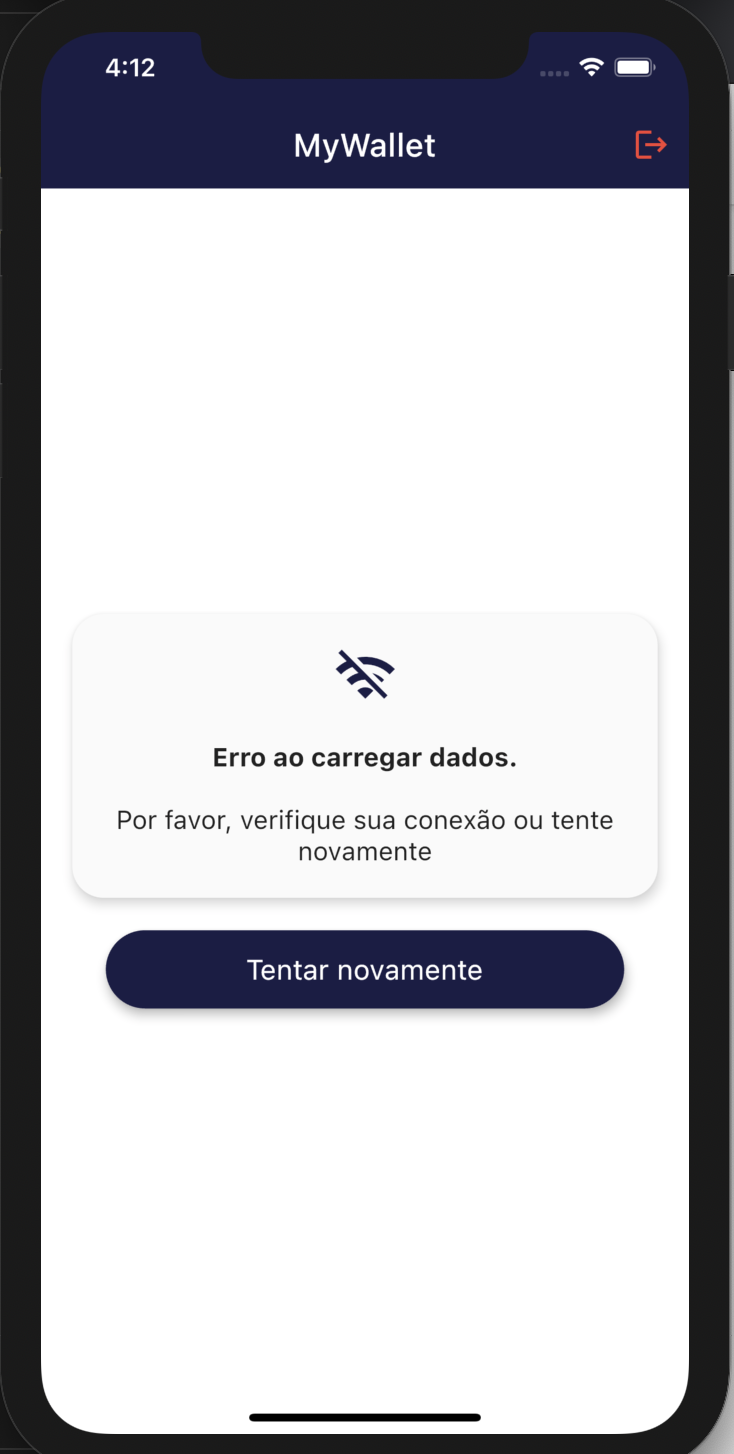 4:12
MyWallet
Erro ao carregar dados.
Por favor, verifique sua conexão ou tente
novamente
Tentar novamente